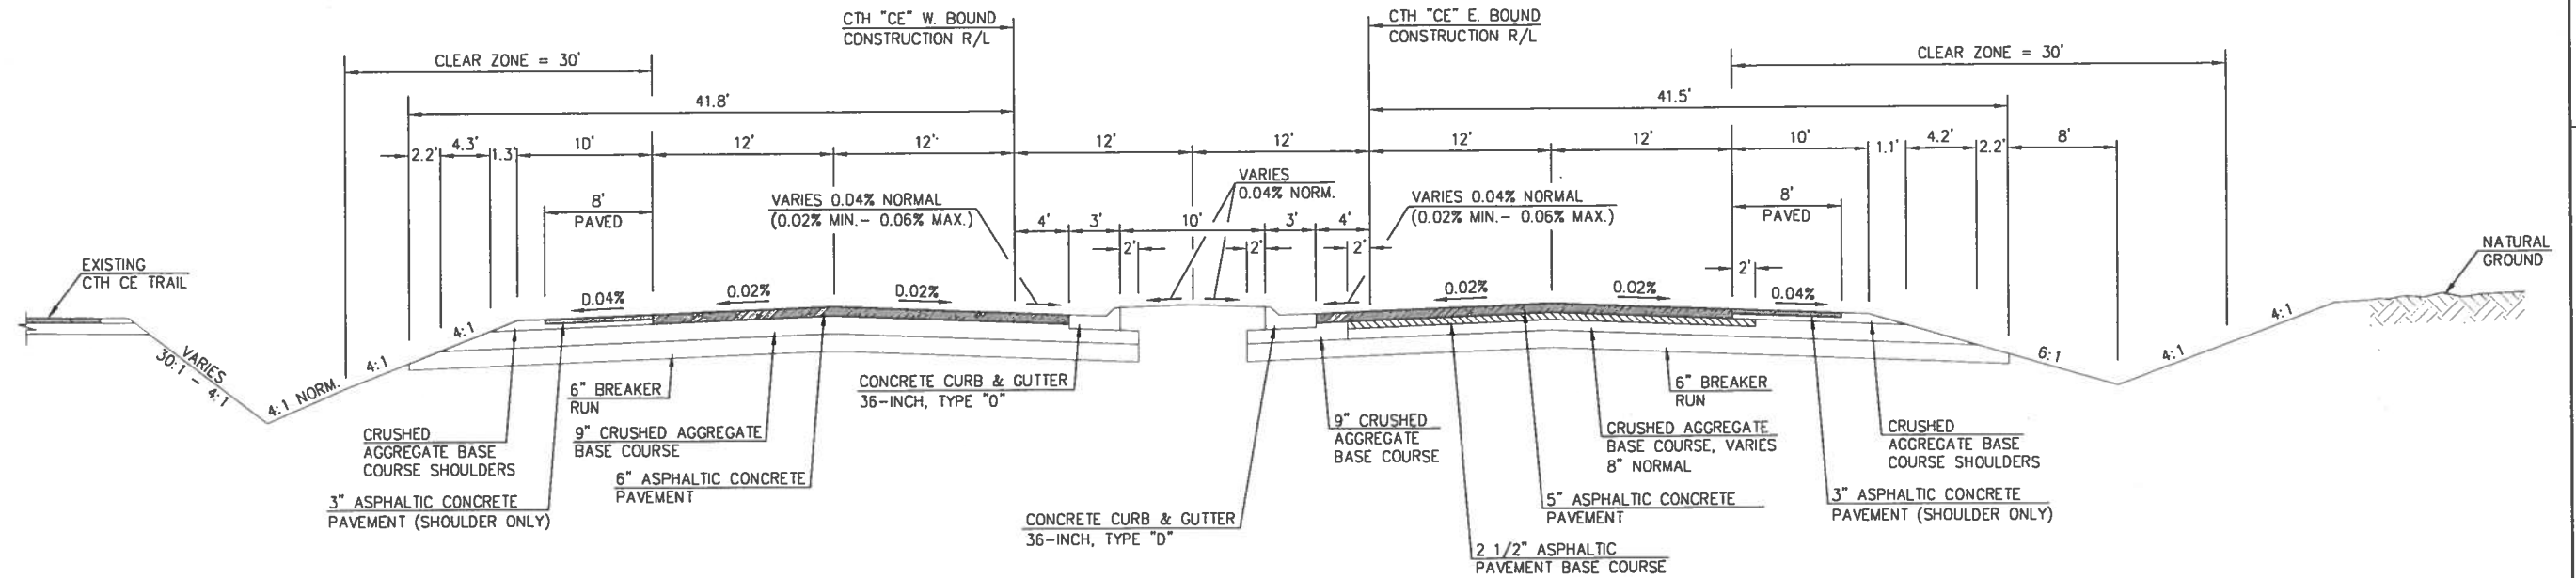 CTH "CE" W. BOUND
CONSTRUCTION R/L
CTH "CE" E. BOUND
CONSTRUCTION R/L
CLEAR ZONE = 30'
CLEAR ZONE = 30'
41.8'
41.5'
2.2'
4.3'
1.3'
10'
12'
12'
12'
12'
12'
12'
10'
1.1'
4.2'
2.2'
8'
8'
PAVED
VARIES 0.04% NORMAL
(0.02% MIN.- 0.06% MAX.)
VARIES
0.04% NORM.
VARIES 0.04% NORMAL
(0.02% MIN.- 0.06% MAX.)
8'
PAVED
4'
3'
10'
3'
4'
2'
2'
2'
2'
EXISTING
CTH CE TRAIL
NATURAL
GROUND
0.04%
0.02%
0.02%
0.02%
0.02%
0.04%
VARIES
30:1 - 4:1
4:1 NORM.
4:1
4:1
6:1
4:1
4:1
CRUSHED
AGGREGATE BASE
COURSE SHOULDERS
3" ASPHALTIC CONCRETE
PAVEMENT (SHOULDER ONLY)
6" BREAKER
RUN
9" CRUSHED AGGREGATE
BASE COURSE
6" ASPHALTIC CONCRETE
PAVEMENT
CONCRETE CURB & GUTTER
36-INCH, TYPE "D"
CONCRETE CURB & GUTTER
36-INCH, TYPE "D"
9" CRUSHED
AGGREGATE
BASE COURSE
2 1/2" ASPHALTIC
PAVEMENT BASE COURSE
5" ASPHALTIC CONCRETE
PAVEMENT
CRUSHED AGGREGATE
BASE COURSE, VARIES
8" NORMAL
6" BREAKER
RUN
3" ASPHALTIC CONCRETE
PAVEMENT (SHOULDER ONLY)
CRUSHED
AGGREGATE BASE
COURSE SHOULDERS